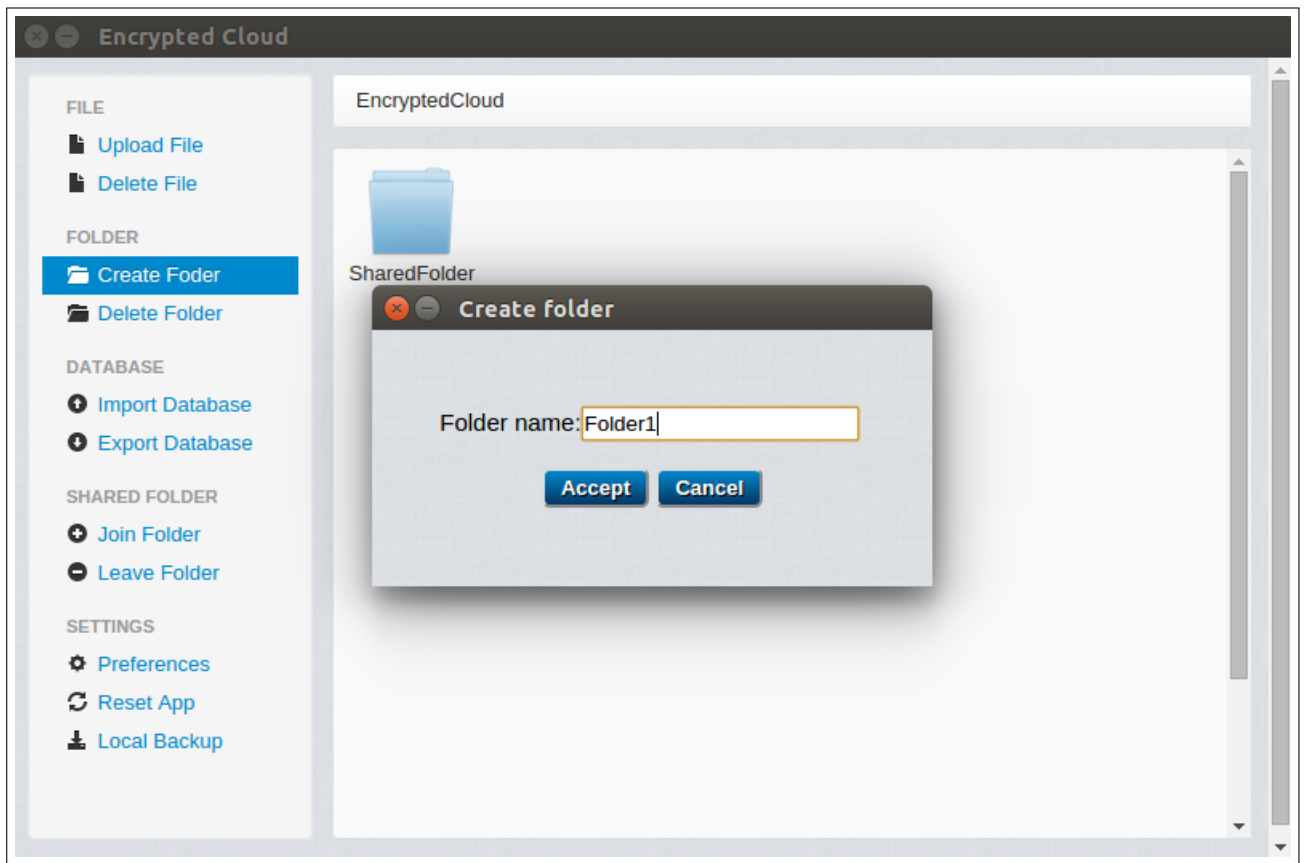 Encrypted Cloud
FILE
Upload File
Delete File
FOLDER
Create Foder
Delete Folder
DATABASE
Import Database
Export Database
SHARED FOLDER
Join Folder
Leave Folder
SETTINGS
Preferences
Reset App
Local Backup
EncryptedCloud
SharedFolder
Create folder
Folder name:Folder1
Accept Cancel